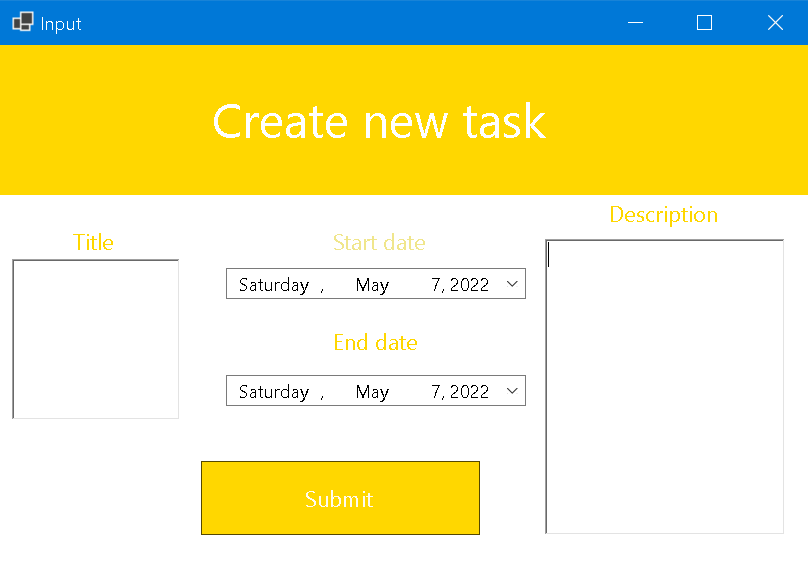 Input
Create new task
Title
Start date
Saturday , May 7, 2022
End date
Saturday , May 7, 2022
Description
Submit